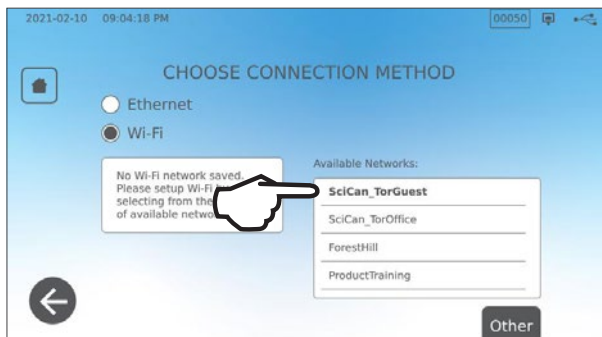 2021-02-10 09:04:18 PM 00050
CHOOSE CONNECTION METHOD
Ethernet
Wi-Fi
Available Networks:
No Wi-Fi network saved.
Please setup Wi-Fi
selecting from the
of available
SciCan_TorGuest
SciCan_TorOffice
ForestHill
ProductTraining
Other